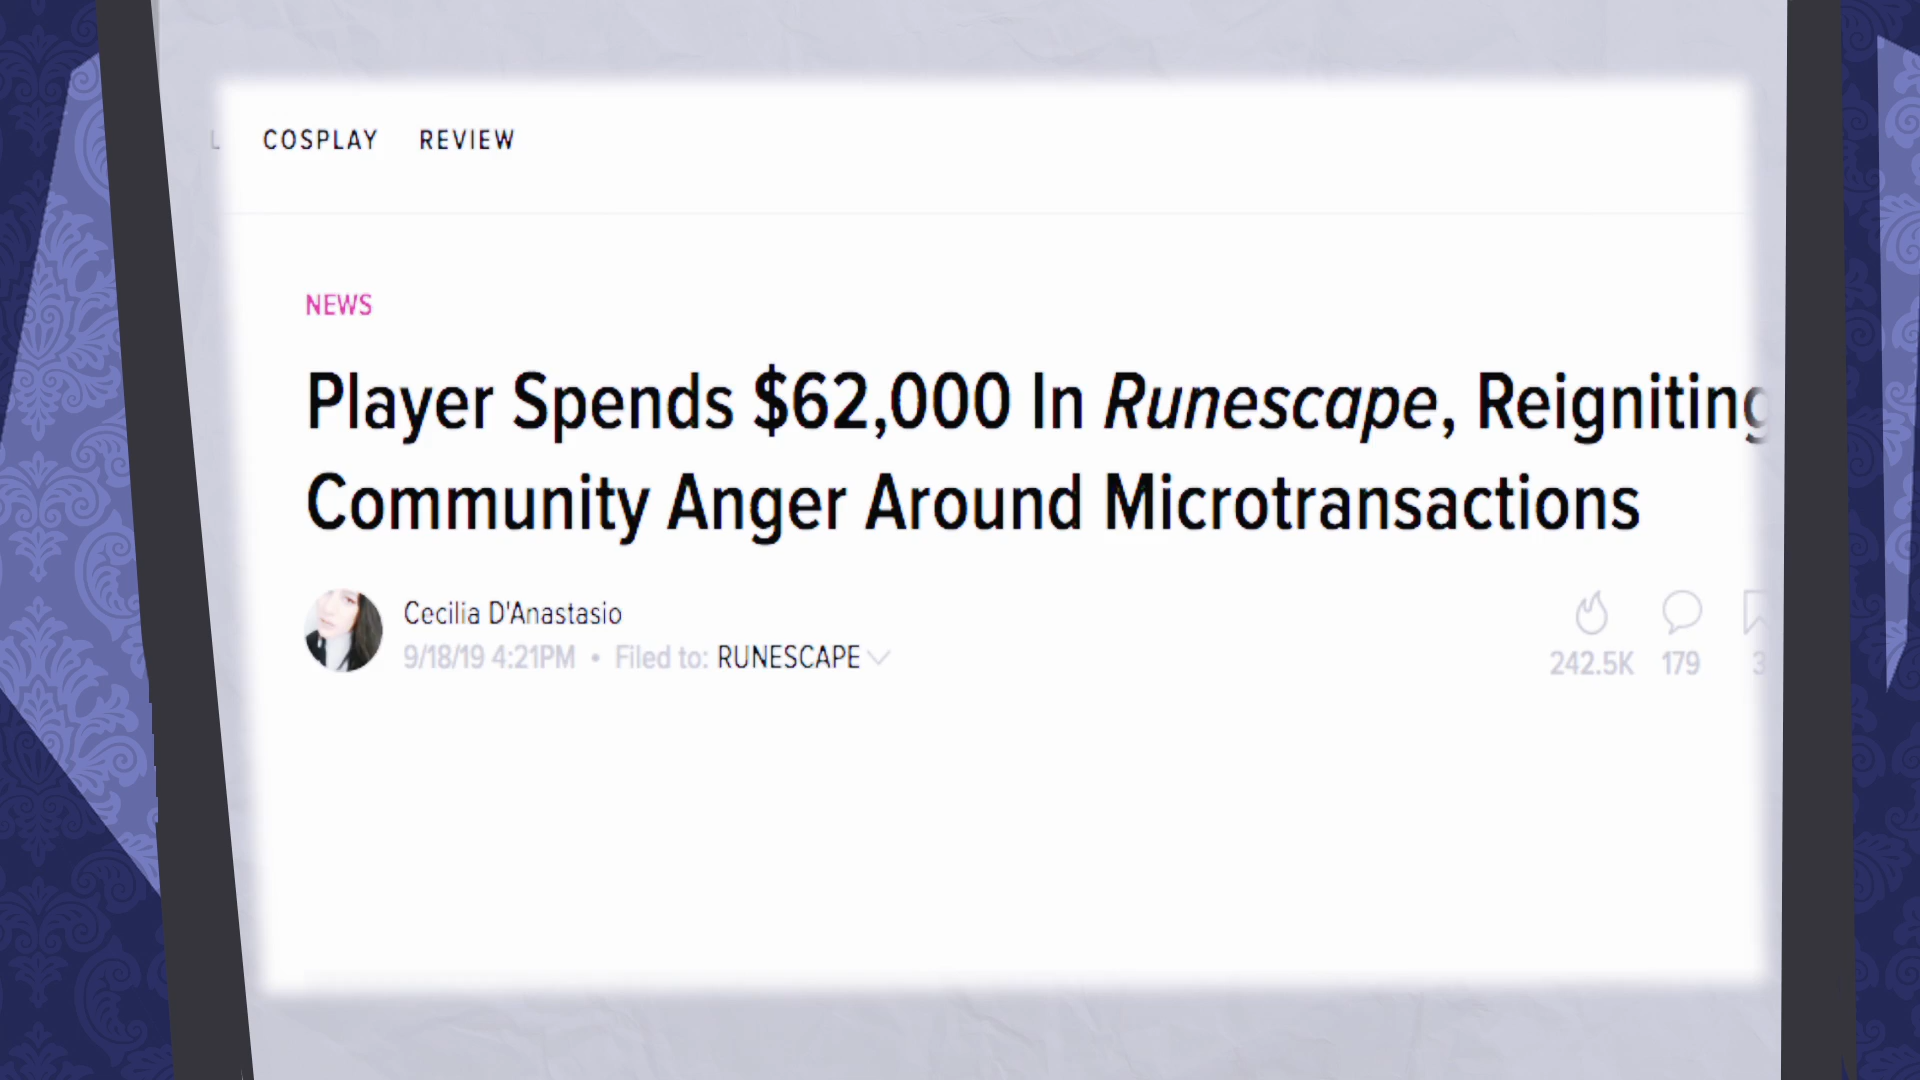 L COSPLAY REVIEW
NEWS
Player Spends $62,000 In Runescape, Reigniting
Community Anger Around Microtransactions
Cecilia D'Anastasio
9/18/19 4:21PM • Filed to: RUNESCAPE
242.5K 179 3